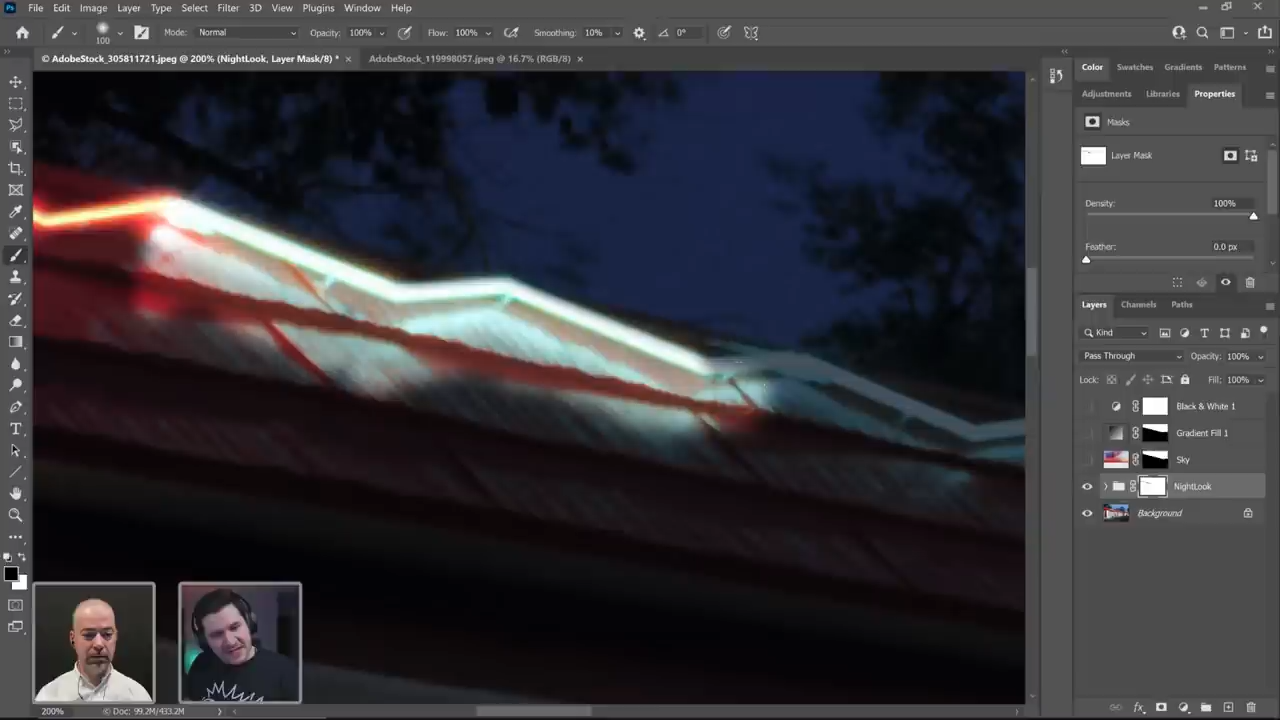 Ps File Edit Image Layer Type Select Filter 3D View Plugins Window Help
100 Mode: Normal Opacity: 100% Flow: 100% Smoothing: 10% 0°
© AdobeStock_305811721.jpeg @ 200% (NightLook, Layer Mask/8) * × AdobeStock_119998057.jpeg @ 16.7% (RGB/8) ×
Color Swatches Gradients Patterns
Adjustments Libraries Properties
Masks
Layer Mask
Density: 100%
Feather: 0.0 px
Layers Channels Paths
Kind
Pass Through Opacity: 100%
Lock: Fill: 100%
Black & White 1
Gradient Fill 1
Sky
NightLook
Background
200% © Doc: 99.2M/433.2M